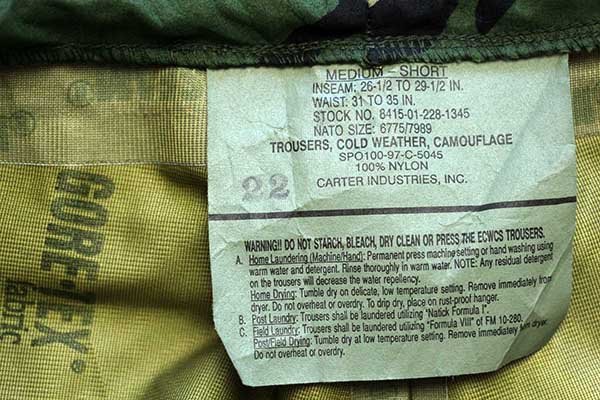 MEDIUM - SHORT
INSEAM: 26-1/2 TO 29-1/2 IN.
WAIST: 31 TO 35 IN.
STOCK NO. 8415-01-228-1345
NATO SIZE: 6775/7989
TROUSERS, COLD WEATHER, CAMOUFLAGE
SPO100-97-C-5045
100% NYLON
22 CARTER INDUSTRIES, INC.
WARNING!! DO NOT STARCH, BLEACH, DRY CLEAN OR PRESS THE ECWCS TROUSERS.
A. Home Laundering (Machine/Hand): Permanent press machine setting or hand washing using
warm water and detergent. Rinse thoroughly in warm water. NOTE: Any residual detergent
on the trousers will decrease the water repellency.
Home Drying: Tumble dry on delicate, low temperature setting. Remove immediately from
dryer. Do not overheat or overdry. To drip dry, place on rust-proof hanger.
B. Post Laundry: Trousers shall be laundered utilizing "Natick Formula I".
C. Field Laundry: Trousers shall be laundered utilizing "Formula VIII" of FM 10-280.
Post/Field Drying: Tumble dry at low temperature setting. Remove immediately from dryer.
Do not overheat or overdry.
GORE-TEX®